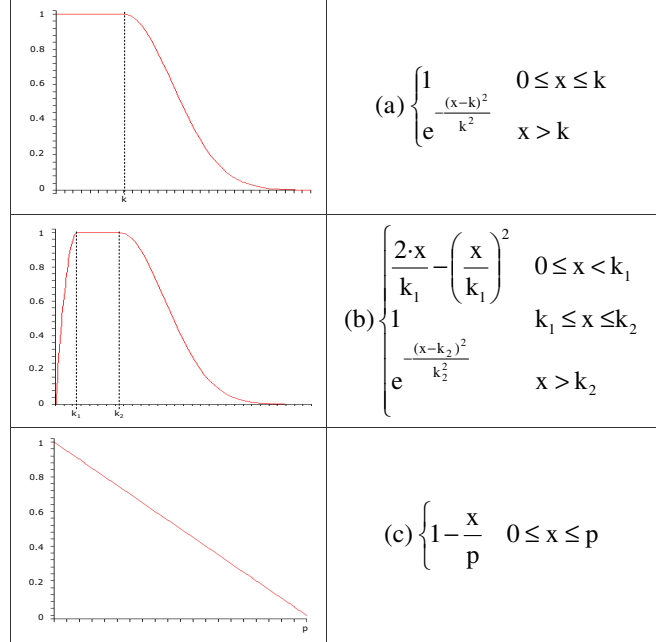 1
0.8
0.6
0.4
0.2
0
k
(a) { 1 0 ≤ x ≤ k
e^{-(x-k)^2/k^2} x > k
1
0.8
0.6
0.4
0.2
0
k₁ k₂
(b) { 2·x/k₁ − (x/k₁)^2 0 ≤ x < k₁
1 k₁ ≤ x ≤ k₂
e^{-(x-k₂)^2/k₂^2} x > k₂
1
0.8
0.6
0.4
0.2
0
p
(c) { 1 − x/p 0 ≤ x ≤ p